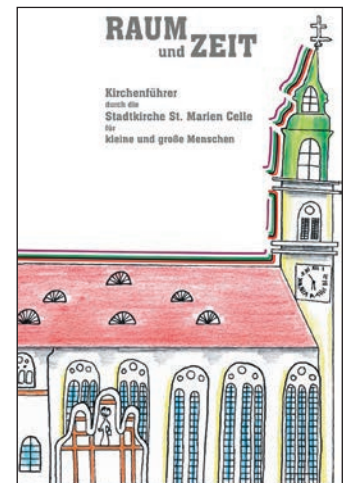 RAUM
und ZEIT
Kirchenführer
durch die
Stadtkirche St. Marien Celle
für
kleine und große Menschen